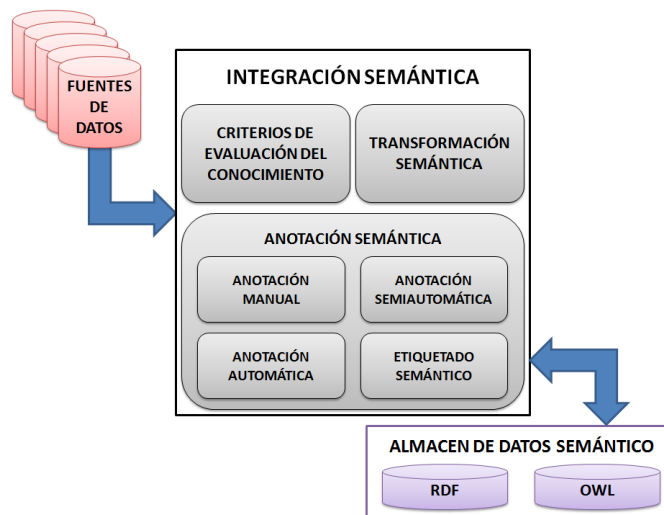 FUENTES
DE
DATOS
INTEGRACIÓN SEMÁNTICA
CRITERIOS DE
EVALUACIÓN DEL
CONOCIMIENTO
TRANSFORMACIÓN
SEMÁNTICA
ANOTACIÓN SEMÁNTICA
ANOTACIÓN
MANUAL
ANOTACIÓN
SEMIAUTOMÁTICA
ANOTACIÓN
AUTOMÁTICA
ETIQUETADO
SEMÁNTICO
ALMACEN DE DATOS SEMÁNTICO
RDF
OWL